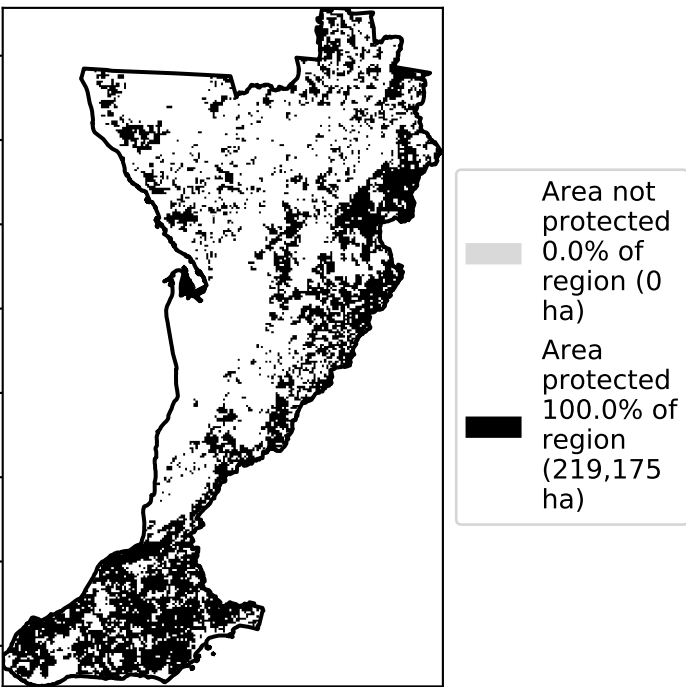 Area not
protected
0.0% of
region (0
ha)
Area
protected
100.0% of
region
(219,175
ha)